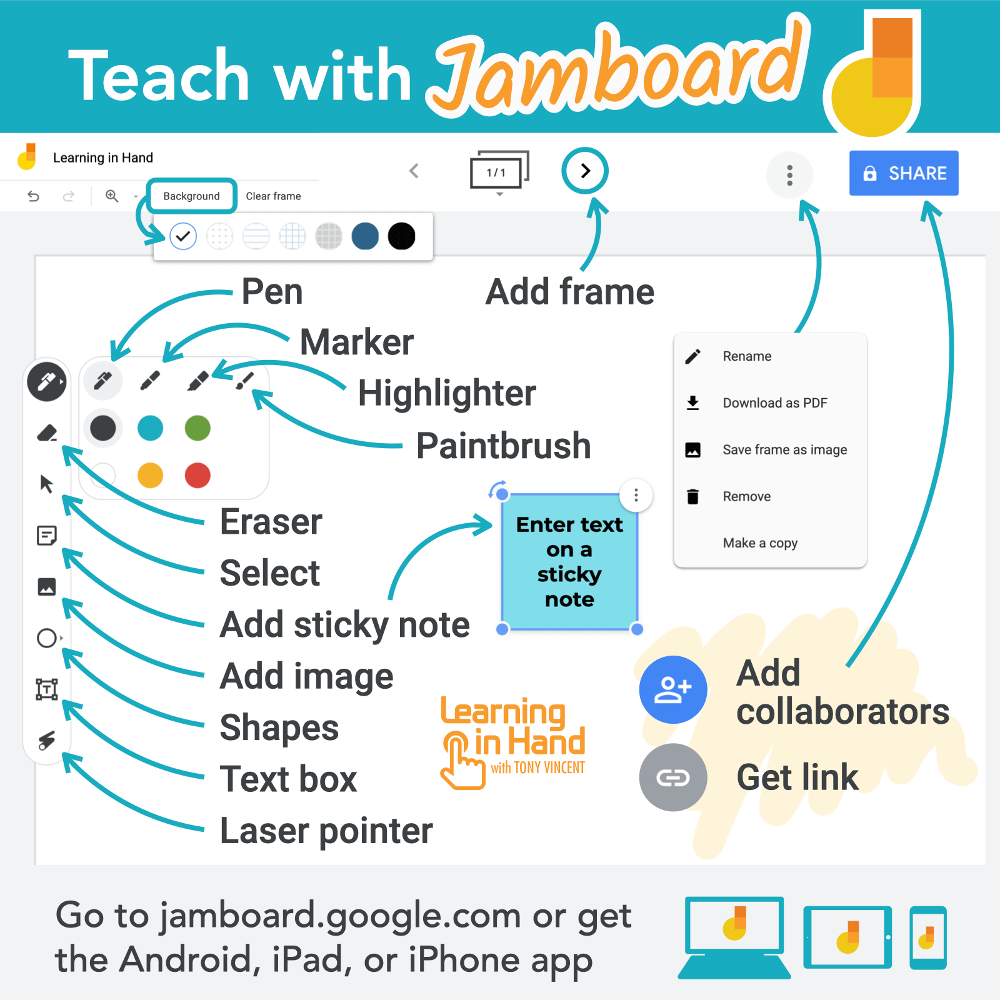 Teach with Jamboard
Learning in Hand
1 / 1
SHARE
Background
Clear frame
Pen
Add frame
Marker
Highlighter
Paintbrush
Rename
Download as PDF
Save frame as image
Remove
Make a copy
Enter text
on a
sticky
note
Eraser
Select
Add sticky note
Add image
Shapes
Text box
Laser pointer
T
Learning
in Hand
with TONY VINCENT
Add
collaborators
Get link
Go to jamboard.google.com or get
the Android, iPad, or iPhone app